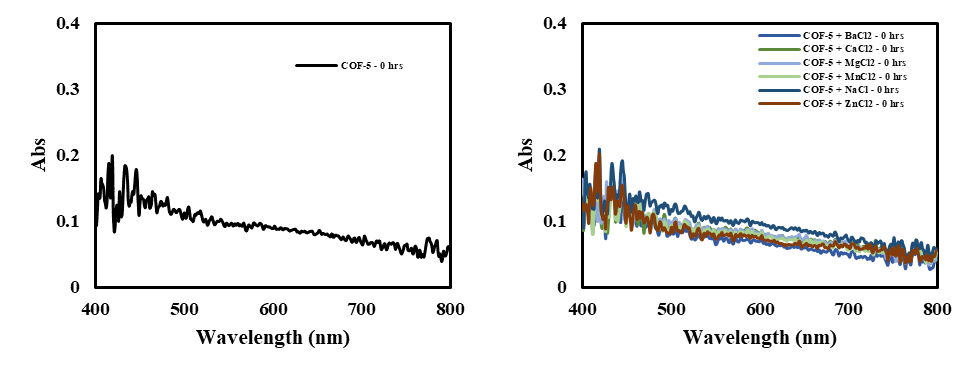 0.4
0.3
0.2
0.1
0
Abs
COF-5 - 0 hrs
400 500 600 700 800
Wavelength (nm)
0.4
0.3
0.2
0.1
0
Abs
COF-5 + BaCl2 - 0 hrs
COF-5 + CaCl2 - 0 hrs
COF-5 + MgCl2 - 0 hrs
COF-5 + MnCl2 - 0 hrs
COF-5 + NaCl - 0 hrs
COF-5 + ZnCl2 - 0 hrs
400 500 600 700 800
Wavelength (nm)